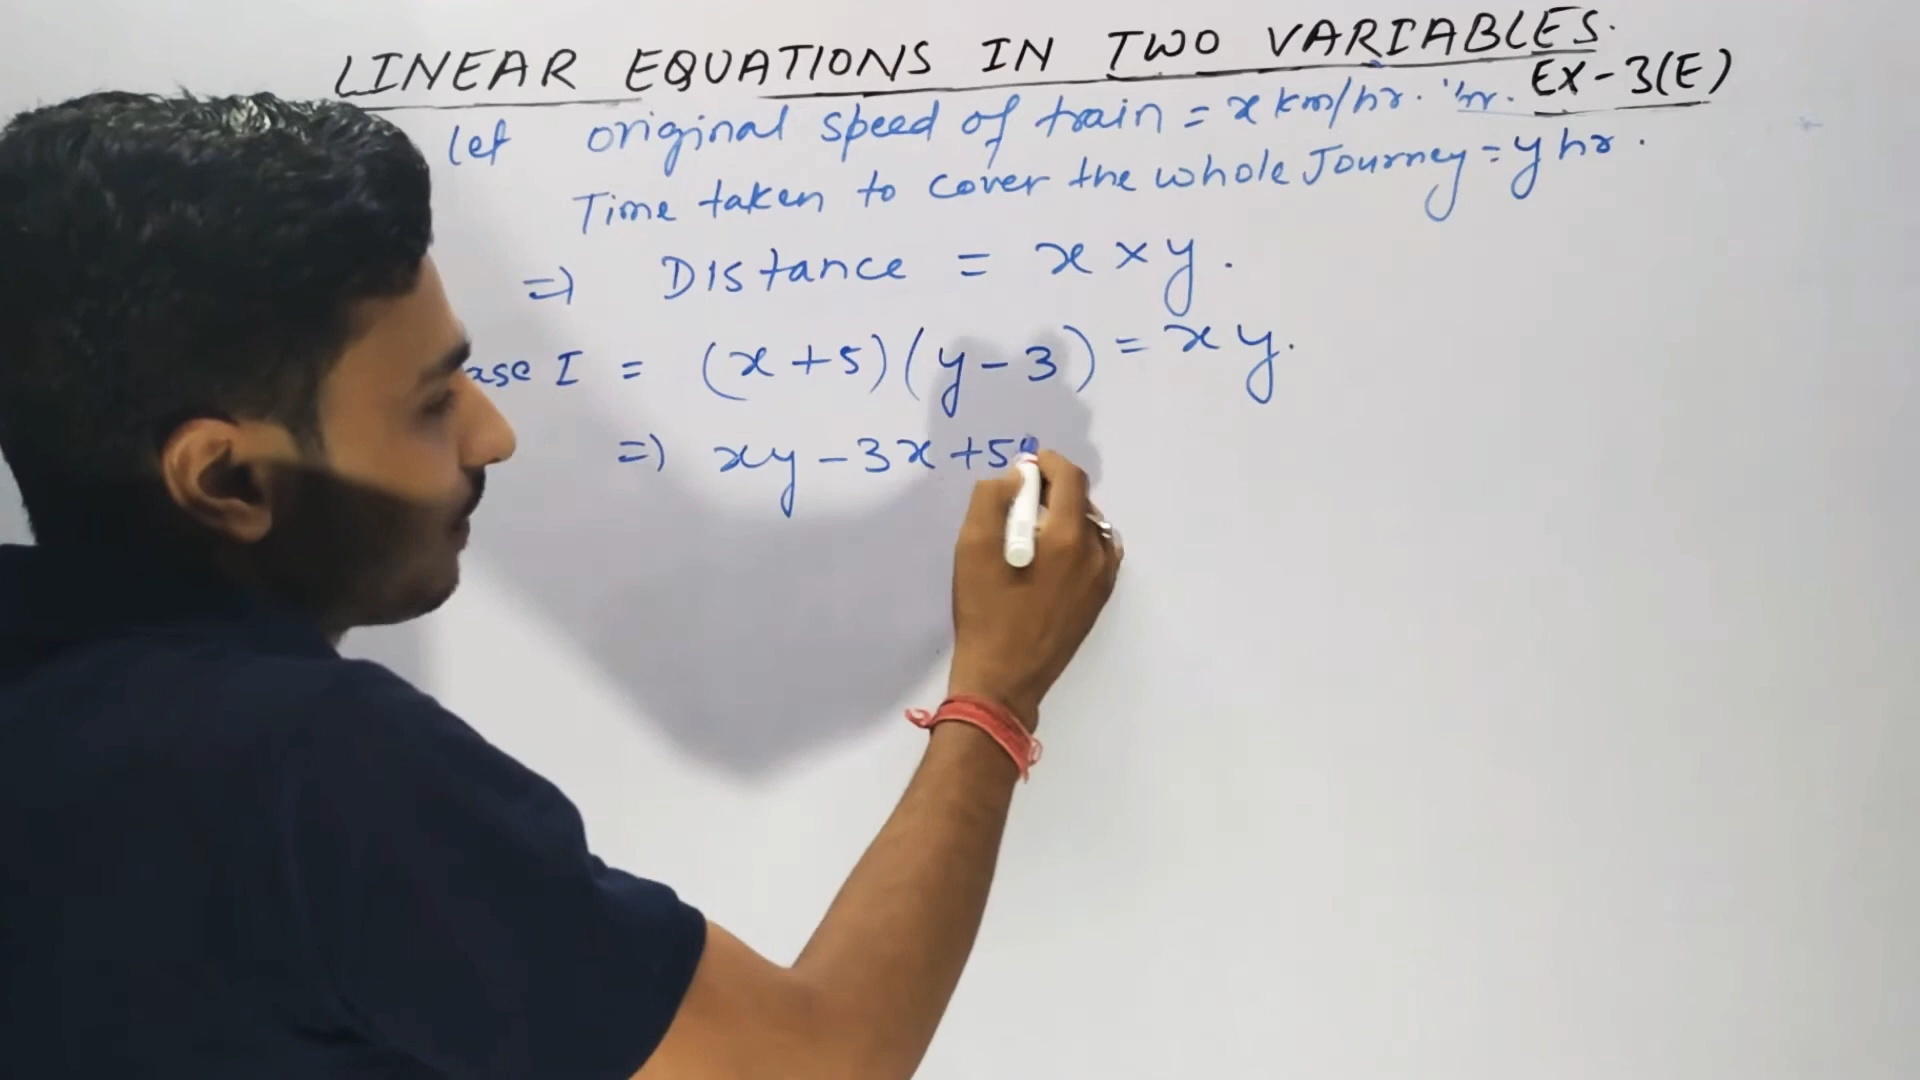 LINEAR EQUATIONS IN TWO VARIABLES.
EX-3(E)
let original speed of train = x km/hr.
Time taken to cover the whole Journey = y hr.
=) Distance = x × y.
ase I = (x+5)(y-3) = xy.
=) xy-3x+5